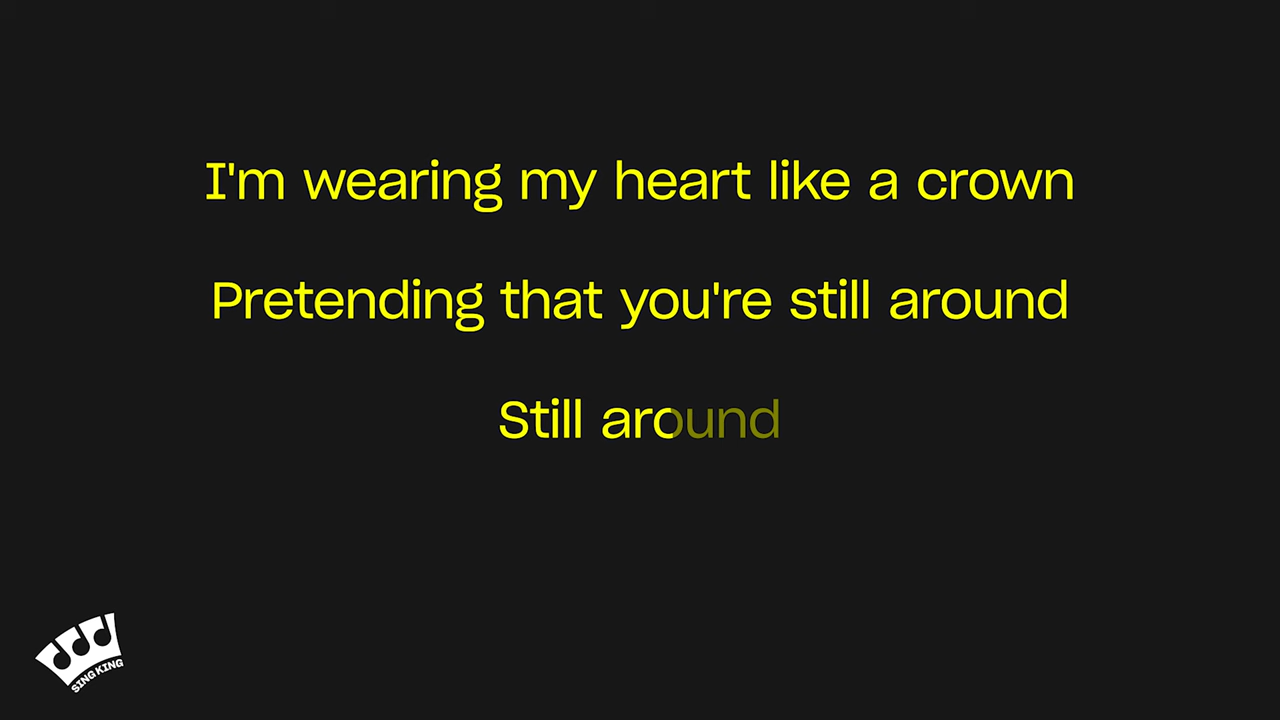 I'm wearing my heart like a crown
Pretending that you're still around
Still around
SING KING